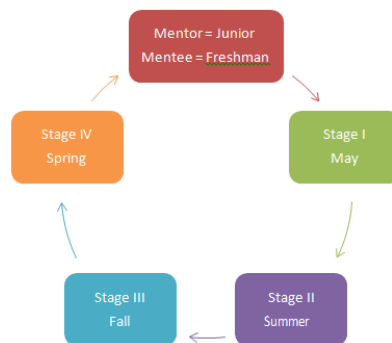 Mentor = Junior
Mentee = Freshman
Stage I
May
Stage II
Summer
Stage III
Fall
Stage IV
Spring